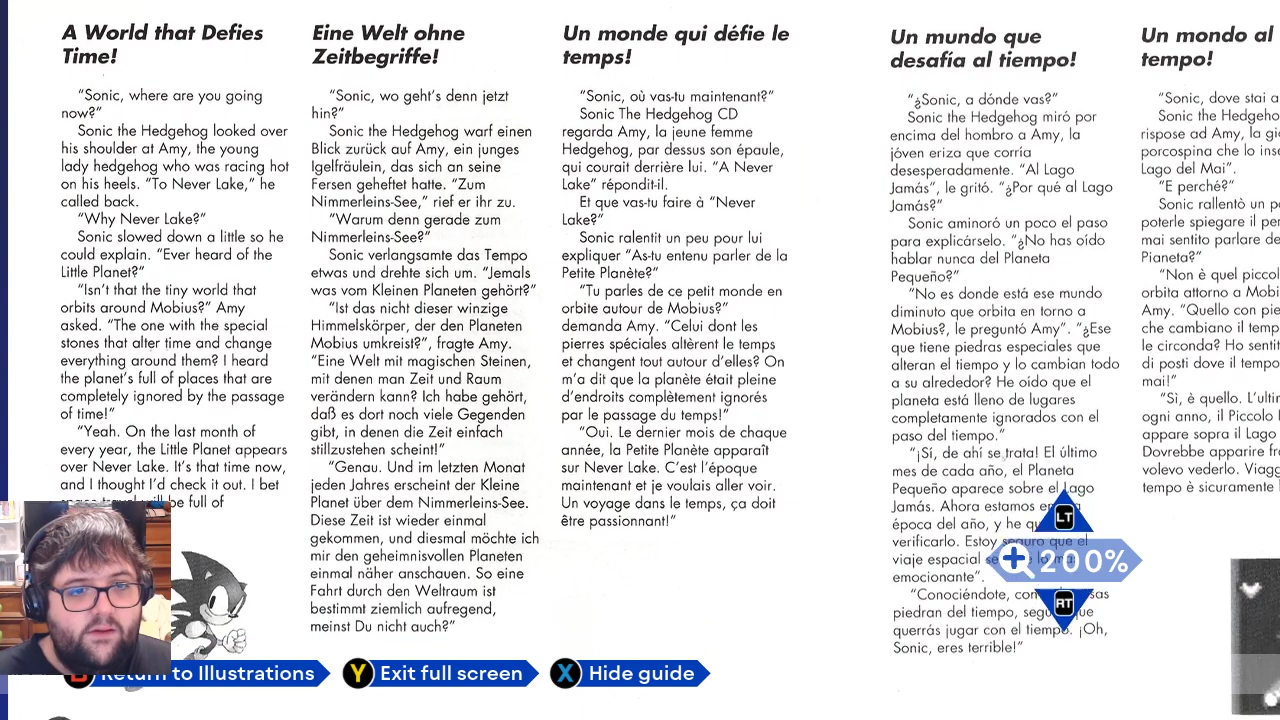 A World that Defies
Time!
"Sonic, where are you going
now?"
Sonic the Hedgehog looked over
his shoulder at Amy, the young
lady hedgehog who was racing hot
on his heels. "To Never Lake," he
called back.
"Why Never Lake?"
Sonic slowed down a little so he
could explain. "Ever heard of the
Little Planet?"
"Isn't that the tiny world that
orbits around Mobius?" Amy
asked. "The one with the special
stones that alter time and change
everything around them? I heard
the planet's full of places that are
completely ignored by the passage
of time!"
"Yeah. On the last month of
every year, the Little Planet appears
over Never Lake. It's that time now,
and I thought I'd check it out. I bet
be full of
Eine Welt ohne
Zeitbegriffe!
"Sonic, wo geht's denn jetzt
hin?"
Sonic the Hedgehog warf einen
Blick zurück auf Amy, ein junges
Igelfräulein, das sich an seine
Fersen geheftet hatte. "Zum
Nimmerleins-See," rief er ihr zu.
"Warum denn gerade zum
Nimmerleins-See?"
Sonic verlangsamte das Tempo
etwas und drehte sich um. "Jemals
was vom Kleinen Planeten gehört?"
"Ist das nicht dieser winzige
Himmelskörper, der den Planeten
Mobius umkreist?", fragte Amy.
"Eine Welt mit magischen Steinen,
mit denen man Zeit und Raum
verändern kann? Ich habe gehört,
daß es dort noch viele Gegenden
gibt, in denen die Zeit einfach
stillzustehen scheint!"
"Genau. Und im letzten Monat
jeden Jahres erscheint der Kleine
Planet über dem Nimmerleins-See.
Diese Zeit ist wieder einmal
gekommen, und diesmal möchte ich
mir den geheimnisvollen Planeten
einmal näher anschauen. So eine
Fahrt durch den Weltraum ist
bestimmt ziemlich aufregend,
meinst Du nicht auch?"
Un monde qui défie le
temps!
"Sonic, où vas-tu maintenant?"
Sonic The Hedgehog CD
regarda Amy, la jeune femme
Hedgehog, par dessus son épaule,
qui courait derrière lui. "A Never
Lake" répondit-il.
Et que vas-tu faire à "Never
Lake?"
Sonic ralentit un peu pour lui
expliquer "As-tu entenu parler de la
Petite Planète?"
"Tu parles de ce petit monde en
orbite autour de Mobius?"
demanda Amy. "Celui dont les
pierres spéciales altèrent le temps
et changent tout autour d'elles? On
m'a dit que la planète était pleine
d'endroits complètement ignorés
par le passage du temps!"
"Oui. Le dernier mois de chaque
année, la Petite Planète apparaît
sur Never Lake. C'est l'époque
maintenant et je voulais aller voir.
Un voyage dans le temps, ça doit
être passionnant!"
Un mundo que
desafía al tiempo!
"¿Sonic, a dónde vas?"
Sonic the Hedgehog miró por
encima del hombro a Amy, la
jóven eriza que corría
desesperadamente. "Al Lago
Jamás", le gritó. "¿Por qué al Lago
Jamás?"
Sonic aminoró un poco el paso
para explicárselo. "¿No has oído
hablar nunca del Planeta
Pequeño?"
"No es donde está ese mundo
diminuto que orbita en torno a
Mobius?, le preguntó Amy". "¿Ese
que tiene piedras especiales que
alteran el tiempo y lo cambian todo
a su alrededor? He oído que el
planeta está lleno de lugares
completamente ignorados con el
paso del tiempo."
"¡Sí, de ahí se trata! El último
mes de cada año, el Planeta
Pequeño aparece sobre el Lago
Jamás. Ahora estamos en
época del año, y he
verificarlo. Estoy seguro que el
viaje espacial
emocionante".
"Conociéndote, con
piedran del tiempo,
querrás jugar con el tiempo. ¡Oh,
Sonic, eres terrible!"
Un mondo al
tempo!
"Sonic, dove stai a
Sonic the Hedgeho
rispose ad Amy, la gi
porcospina che lo inse
Lago del Mai".
"E perché?"
Sonic rallentò un po
poterle spiegare il per
mai sentito parlare de
Pianeta?"
"Non è quel piccol
orbita attorno a Mobi
Amy. "Quello con pie
che cambiano il temp
le circonda? Ho sentit
di posti dove il tempo
mai!"
"Sì, è quello. L'ultin
ogni anno, il Piccolo P
appare sopra il Lago
Dovrebbe apparire fra
volevo vederlo. Viagg
tempo è sicuramente l
LT
200%
RT
B Return to Illustrations
Y Exit full screen
X Hide guide